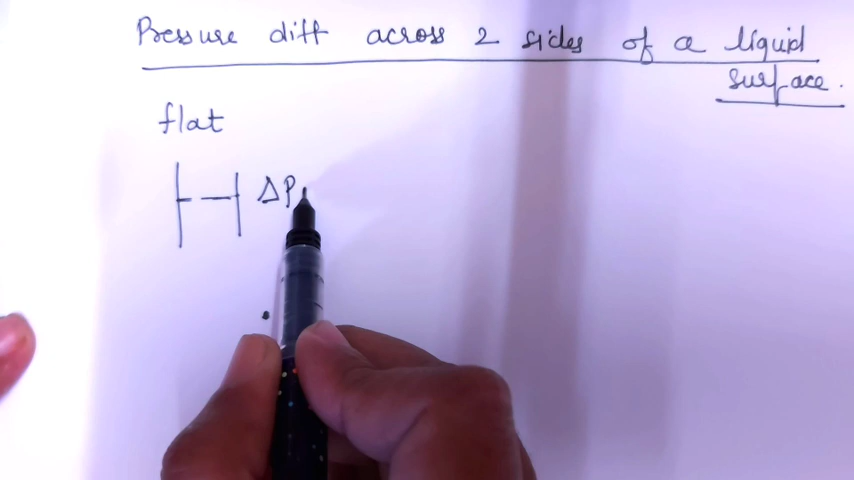 Pressure diff across 2 sides of a liquid
surface.
flat
ΔP